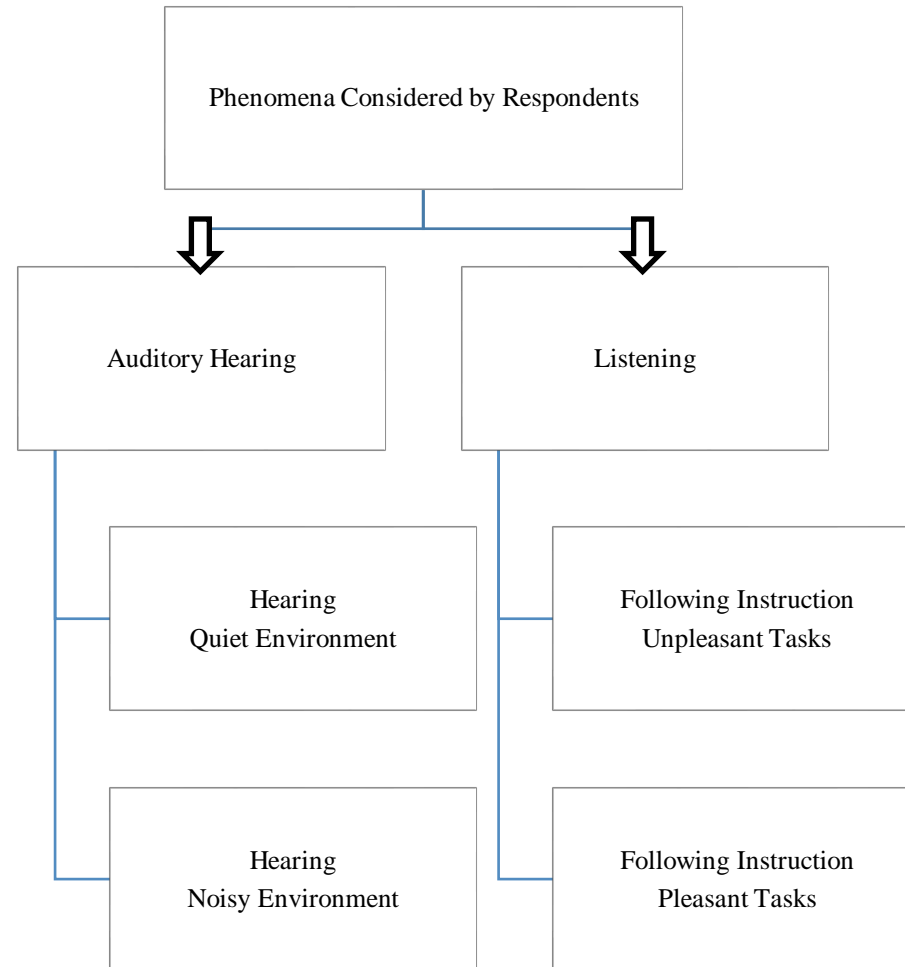 Phenomena Considered by Respondents
Auditory Hearing
Listening
Hearing
Quiet Environment
Following Instruction
Unpleasant Tasks
Hearing
Noisy Environment
Following Instruction
Pleasant Tasks